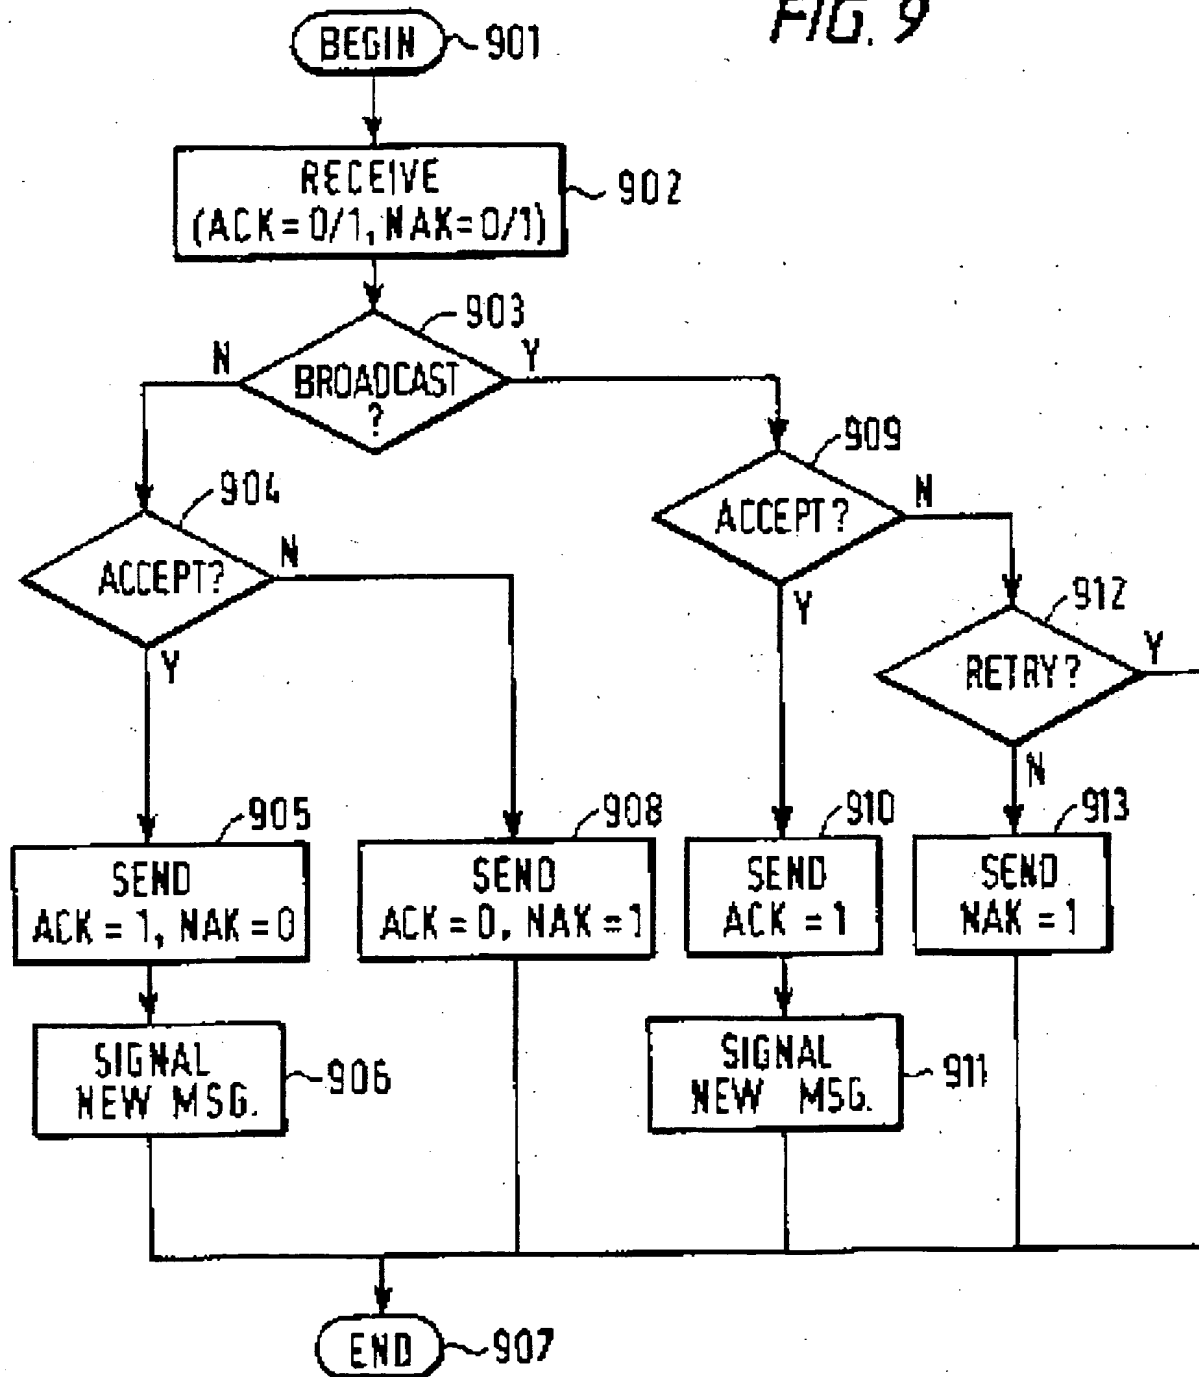 FIG. 9
BEGIN 901
RECEIVE
(ACK = 0/1, NAK = 0/1)
902
903
N
Y
BROADCAST
?
904
ACCEPT?
N
Y
909
ACCEPT?
N
Y
912
RETRY?
Y
N
905
SEND
ACK = 1, NAK = 0
908
SEND
ACK = 0, NAK = 1
910
SEND
ACK = 1
913
SEND
NAK = 1
SIGNAL
NEW MSG.
906
SIGNAL
NEW MSG.
911
END 907